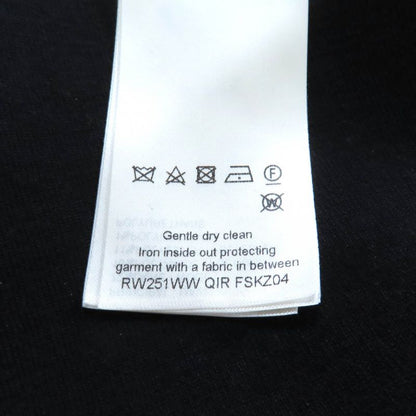 F
W
Gentle dry clean
Iron inside out protecting
garment with a fabric in between
RW251WW QIR FSKZ04